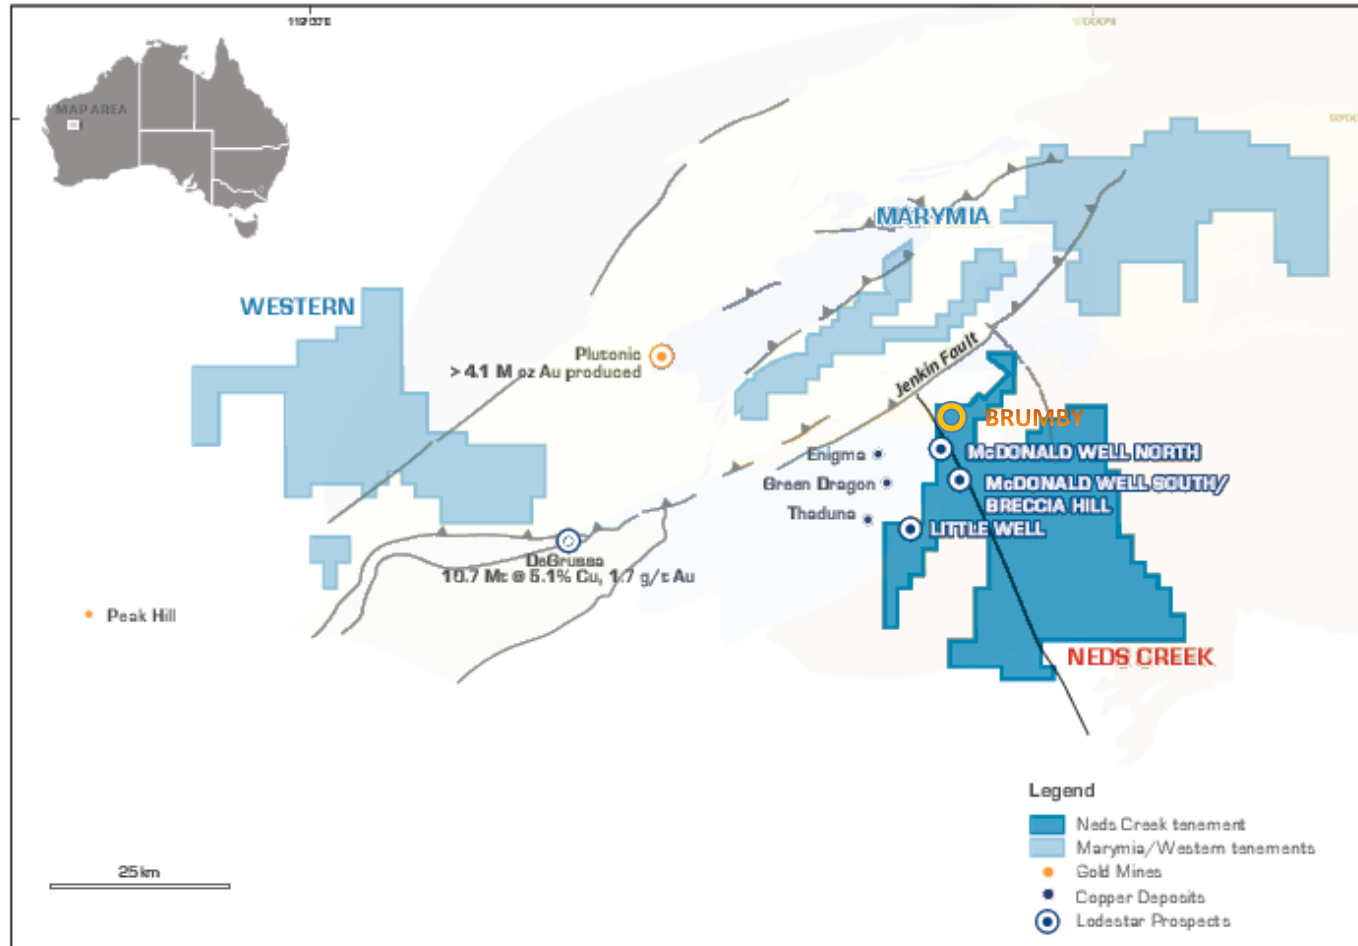 MAP AREA
MARYMIA
WESTERN
Plutonic
> 4.1 M oz Au produced
Jenkin Fault
BRUMBY
Enigma
McDONALD WELL NORTH
Green Dragon
McDONALD WELL SOUTH/
BRECCIA HILL
Thaduna
LITTLE WELL
DeGrussa
10.7 Mt @ 5.1% Cu, 1.7 g/t Au
Peak Hill
NEDS CREEK
Legend
Neds Creek tenement
Marymia/Western tenements
Gold Mines
Copper Deposits
Lodestar Prospects
25km